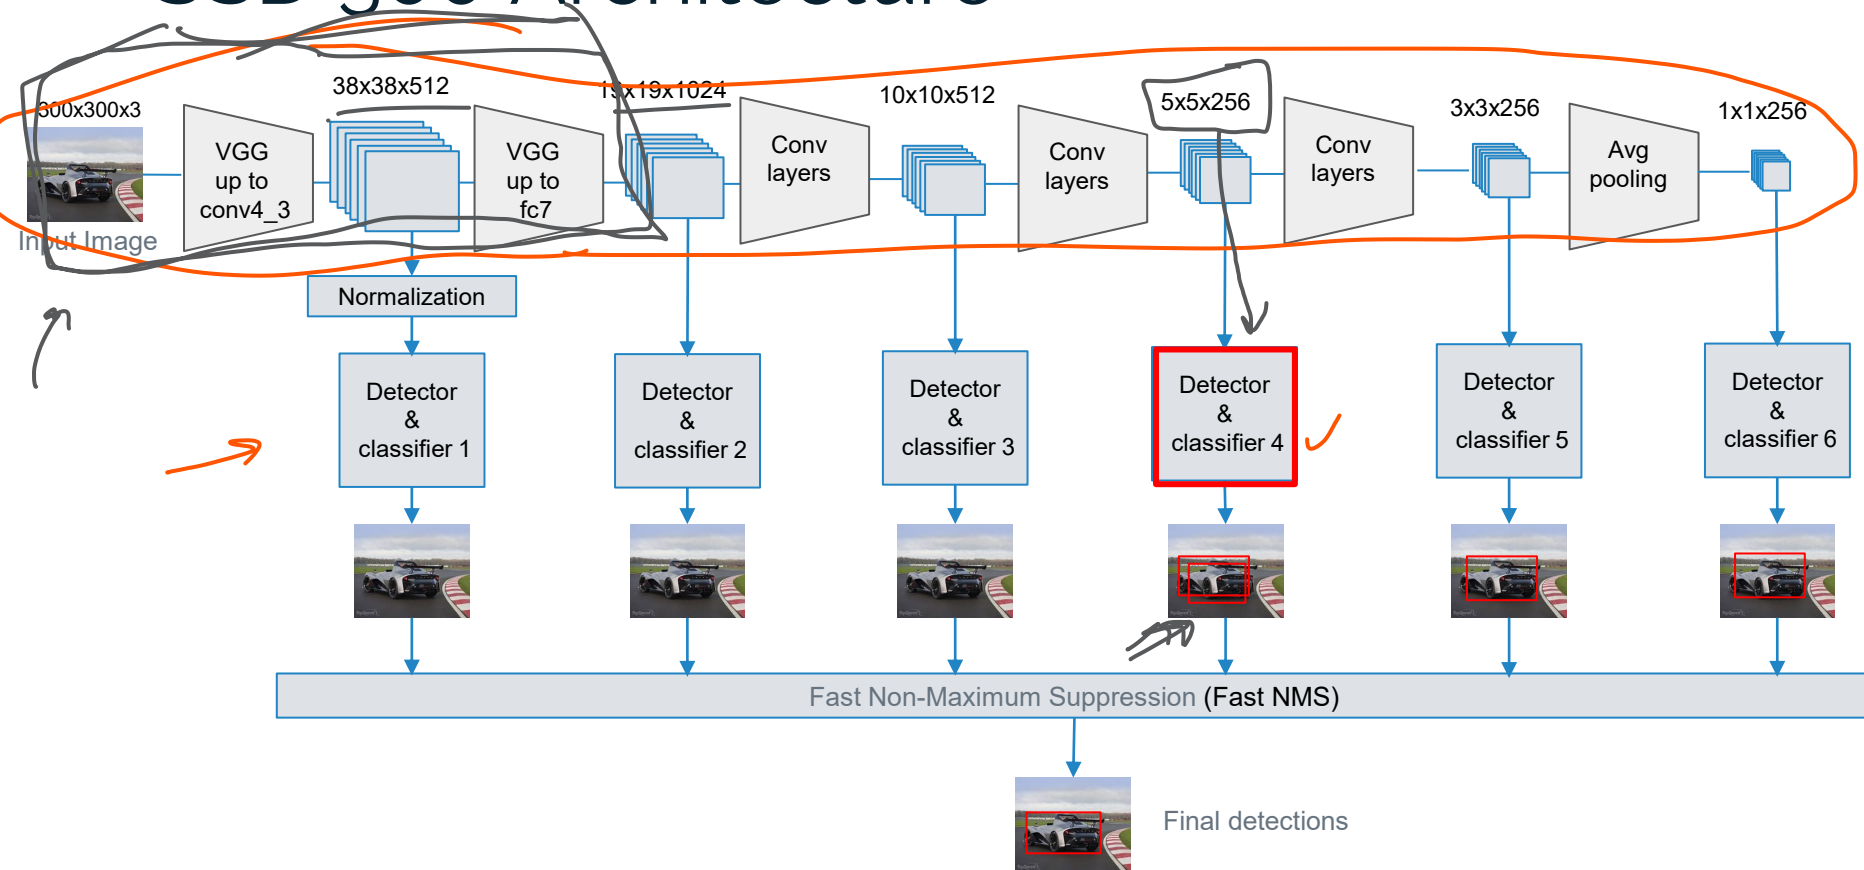 Architecture
300x300x3
38x38x512
19x19x1024
10x10x512
5x5x256
3x3x256
1x1x256
VGG
up to
conv4_3
VGG
up to
fc7
Conv
layers
Conv
layers
Conv
layers
Avg
pooling
Input Image
Normalization
Detector
&
classifier 1
Detector
&
classifier 2
Detector
&
classifier 3
Detector
&
classifier 4
Detector
&
classifier 5
Detector
&
classifier 6
Fast Non-Maximum Suppression (Fast NMS)
Final detections